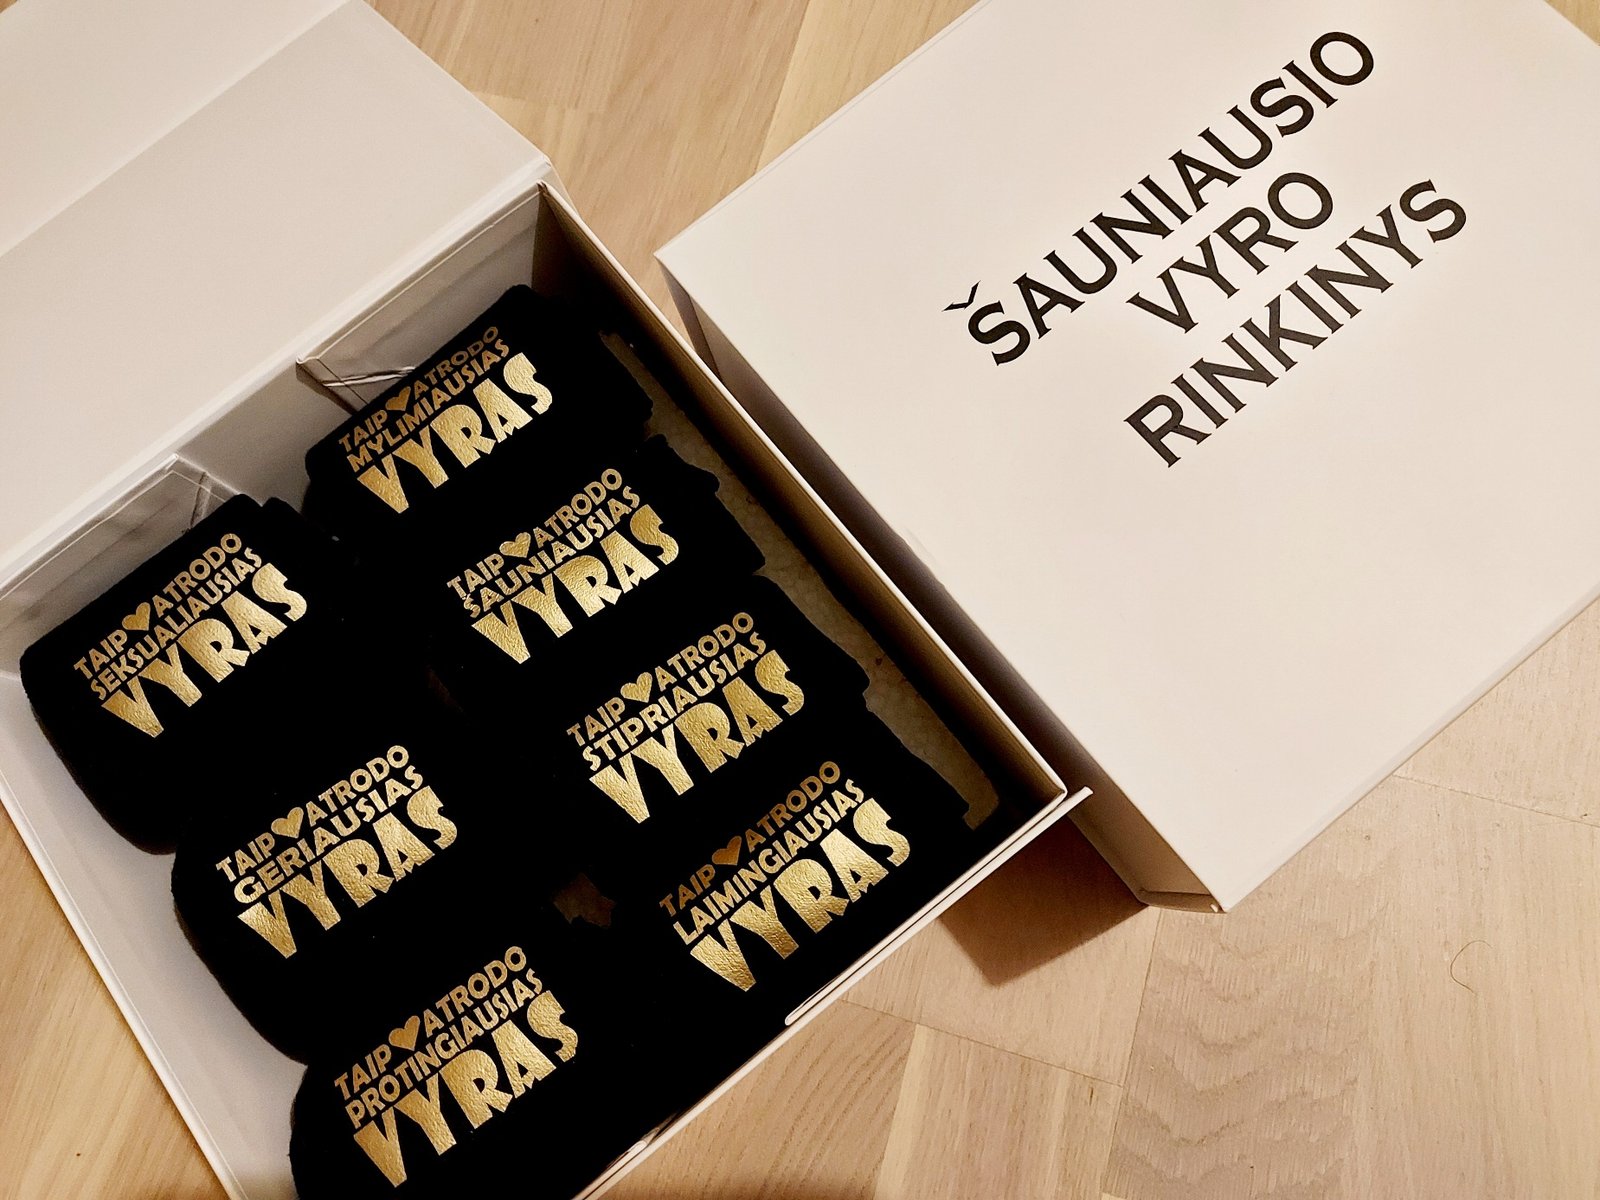 ŠAUNIAUSIO
VYRO
RINKINYS
TAIP ATRODO
MYLIMIAUSIAS
VYRAS
TAIP ATRODO
ŠAUNIAUSIAS
VYRAS
TAIP ATRODO
STIPRIAUSIAS
VYRAS
TAIP ATRODO
LAIMINGIAUSIAS
VYRAS
TAIP ATRODO
SEKSUALIAUSIAS
VYRAS
TAIP ATRODO
GERIAUSIAS
VYRAS
TAIP ATRODO
PROTINGIAUSIAS
VYRAS